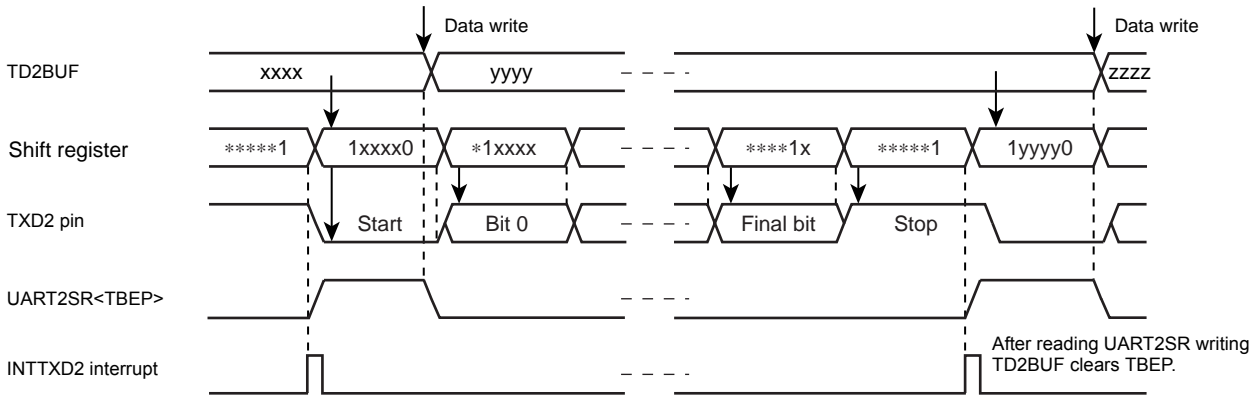 Data write
Data write
TD2BUF
xxxx
yyyy
zzzz
Shift register
*****1
1xxxx0
*1xxxx
****1x
*****1
1yyyy0
TXD2 pin
Start
Bit 0
Final bit
Stop
UART2SR<TBEP>
INTTXD2 interrupt
After reading UART2SR writing
TD2BUF clears TBEP.